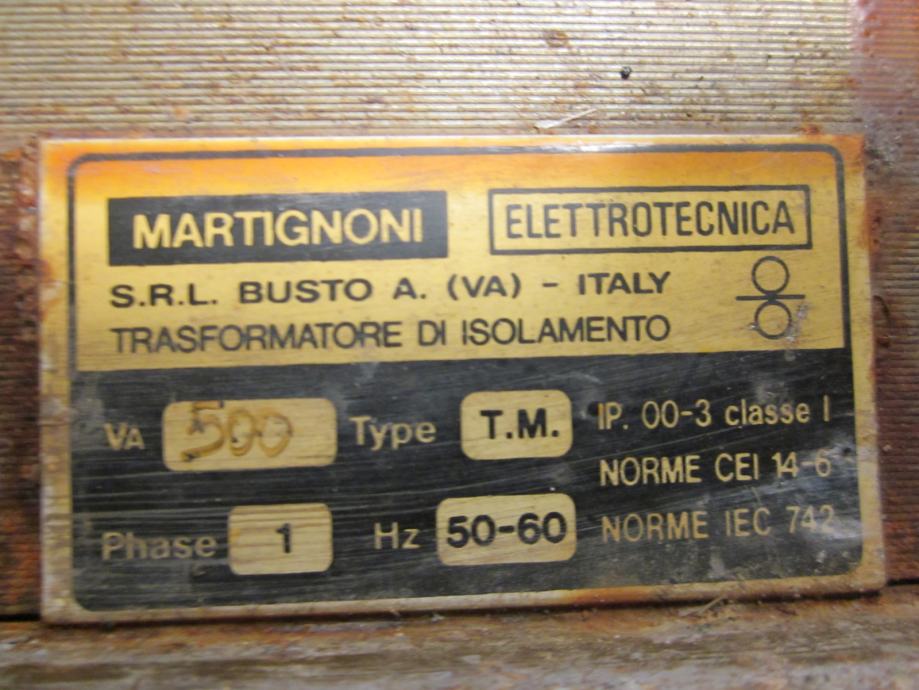 MARTIGNONI ELETTROTECNICA
S.R.L. BUSTO A. (VA) - ITALY
TRASFORMATORE DI ISOLAMENTO
VA 500 Type T.M. IP. 00-3 classe I
NORME CEI 14-6
Phase 1 Hz 50-60 NORME IEC 742